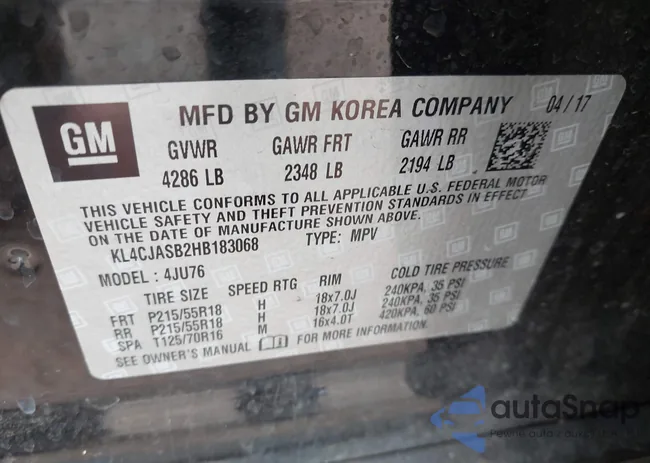 GM
MFD BY GM KOREA COMPANY 04/17
GVWR GAWR FRT GAWR RR
4286 LB 2348 LB 2194 LB
THIS VEHICLE CONFORMS TO ALL APPLICABLE U.S. FEDERAL MOTOR
VEHICLE SAFETY AND THEFT PREVENTION STANDARDS IN EFFECT
ON THE DATE OF MANUFACTURE SHOWN ABOVE.
KL4CJASB2HB183068 TYPE: MPV
MODEL: 4JU76
TIRE SIZE SPEED RTG RIM COLD TIRE PRESSURE
FRT P215/55R18 H 18x7.0J 240KPA, 35 PSI
RR P215/55R18 H 18x7.0J 240KPA, 35 PSI
SPA T125/70R16 M 16x4.0T 420KPA, 60 PSI
SEE OWNER'S MANUAL FOR MORE INFORMATION.
autoSnap
Pewne auto z aukcji